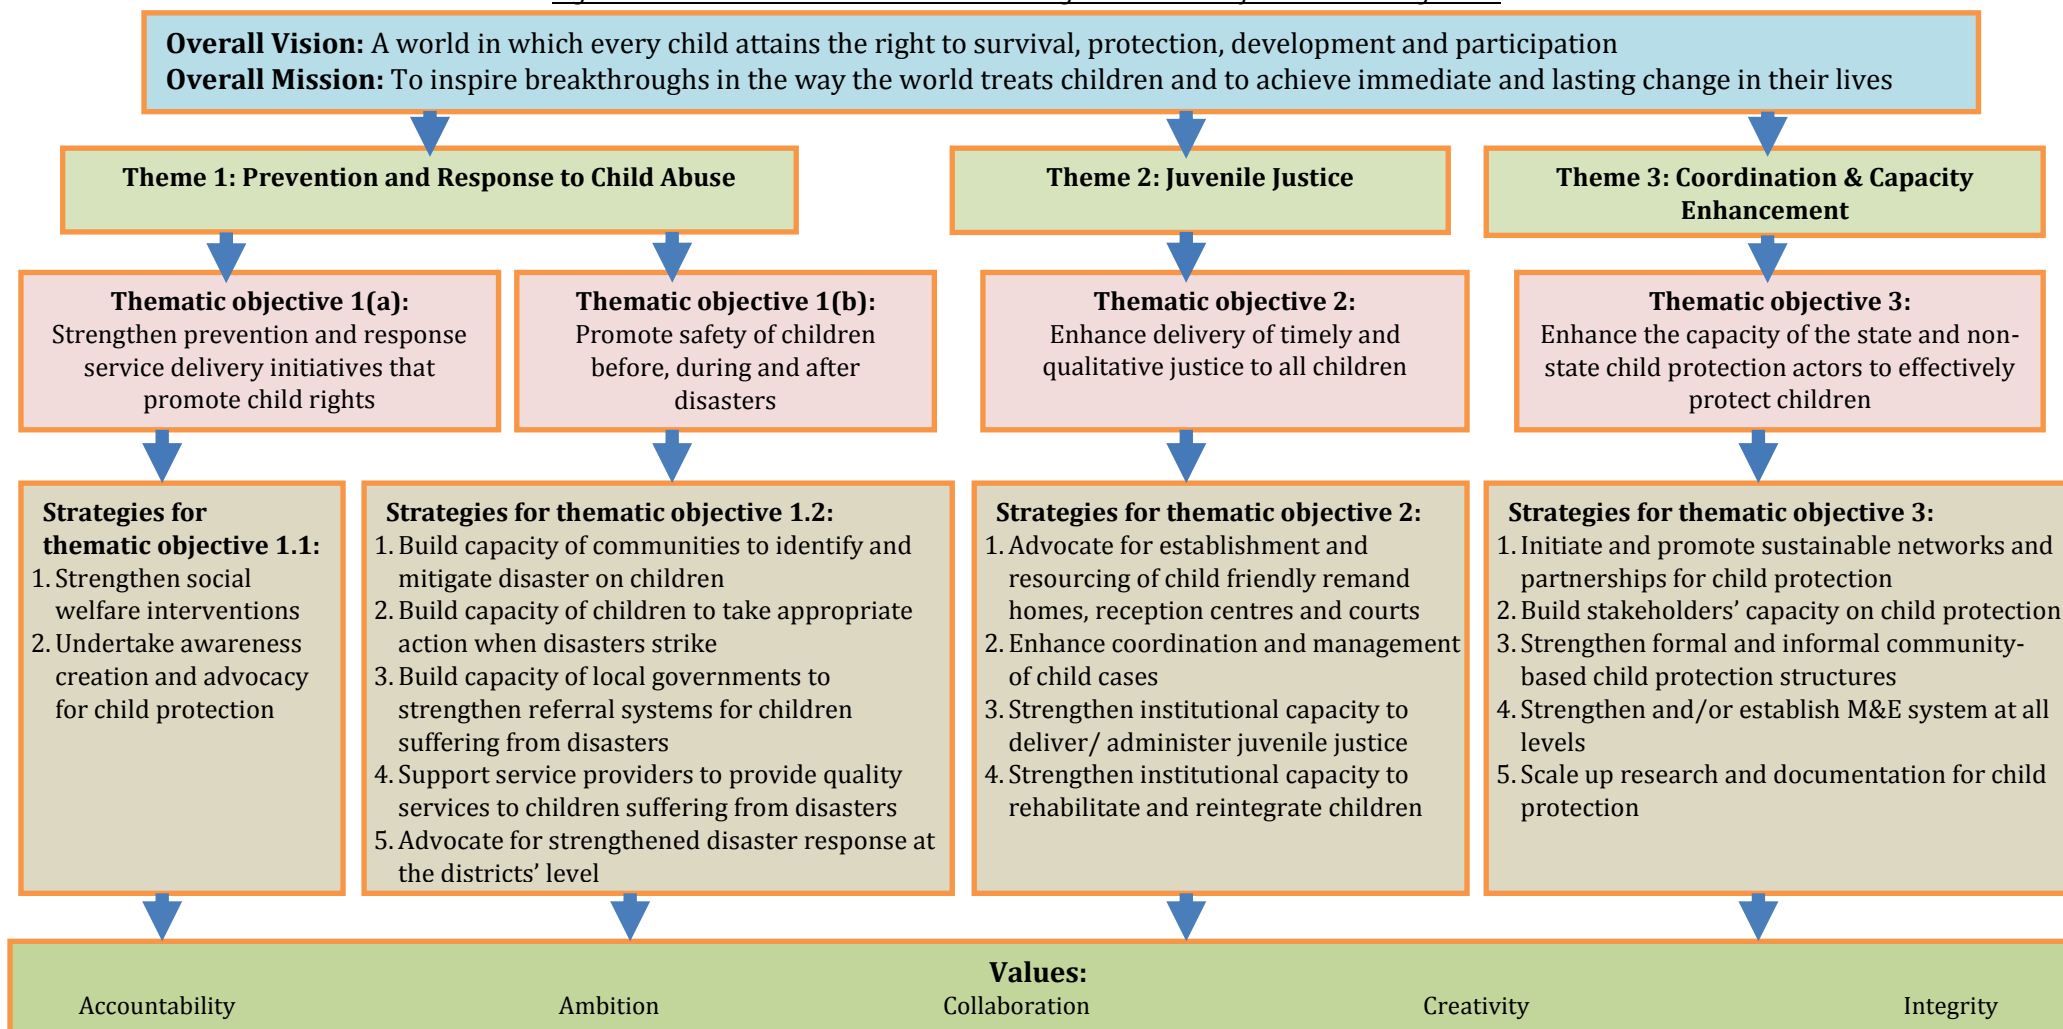 Overall Vision: A world in which every child attains the right to survival, protection, development and participation
Overall Mission: To inspire breakthroughs in the way the world treats children and to achieve immediate and lasting change in their lives
Theme 1: Prevention and Response to Child Abuse
Theme 2: Juvenile Justice
Theme 3: Coordination & Capacity
Enhancement
Thematic objective 1(a):
Strengthen prevention and response
service delivery initiatives that
promote child rights
Thematic objective 1(b):
Promote safety of children
before, during and after
disasters
Thematic objective 2:
Enhance delivery of timely and
qualitative justice to all children
Thematic objective 3:
Enhance the capacity of the state and non-
state child protection actors to effectively
protect children
Strategies for
thematic objective 1.1:
1. Strengthen social
welfare interventions
2. Undertake awareness
creation and advocacy
for child protection
Strategies for thematic objective 1.2:
1. Build capacity of communities to identify and
mitigate disaster on children
2. Build capacity of children to take appropriate
action when disasters strike
3. Build capacity of local governments to
strengthen referral systems for children
suffering from disasters
4. Support service providers to provide quality
services to children suffering from disasters
5. Advocate for strengthened disaster response at
the districts’ level
Strategies for thematic objective 2:
1. Advocate for establishment and
resourcing of child friendly remand
homes, reception centres and courts
2. Enhance coordination and management
of child cases
3. Strengthen institutional capacity to
deliver/ administer juvenile justice
4. Strengthen institutional capacity to
rehabilitate and reintegrate children
Strategies for thematic objective 3:
1. Initiate and promote sustainable networks and
partnerships for child protection
2. Build stakeholders’ capacity on child protection
3. Strengthen formal and informal community-
based child protection structures
4. Strengthen and/or establish M&E system at all
levels
5. Scale up research and documentation for child
protection
Values:
Accountability Ambition Collaboration Creativity Integrity